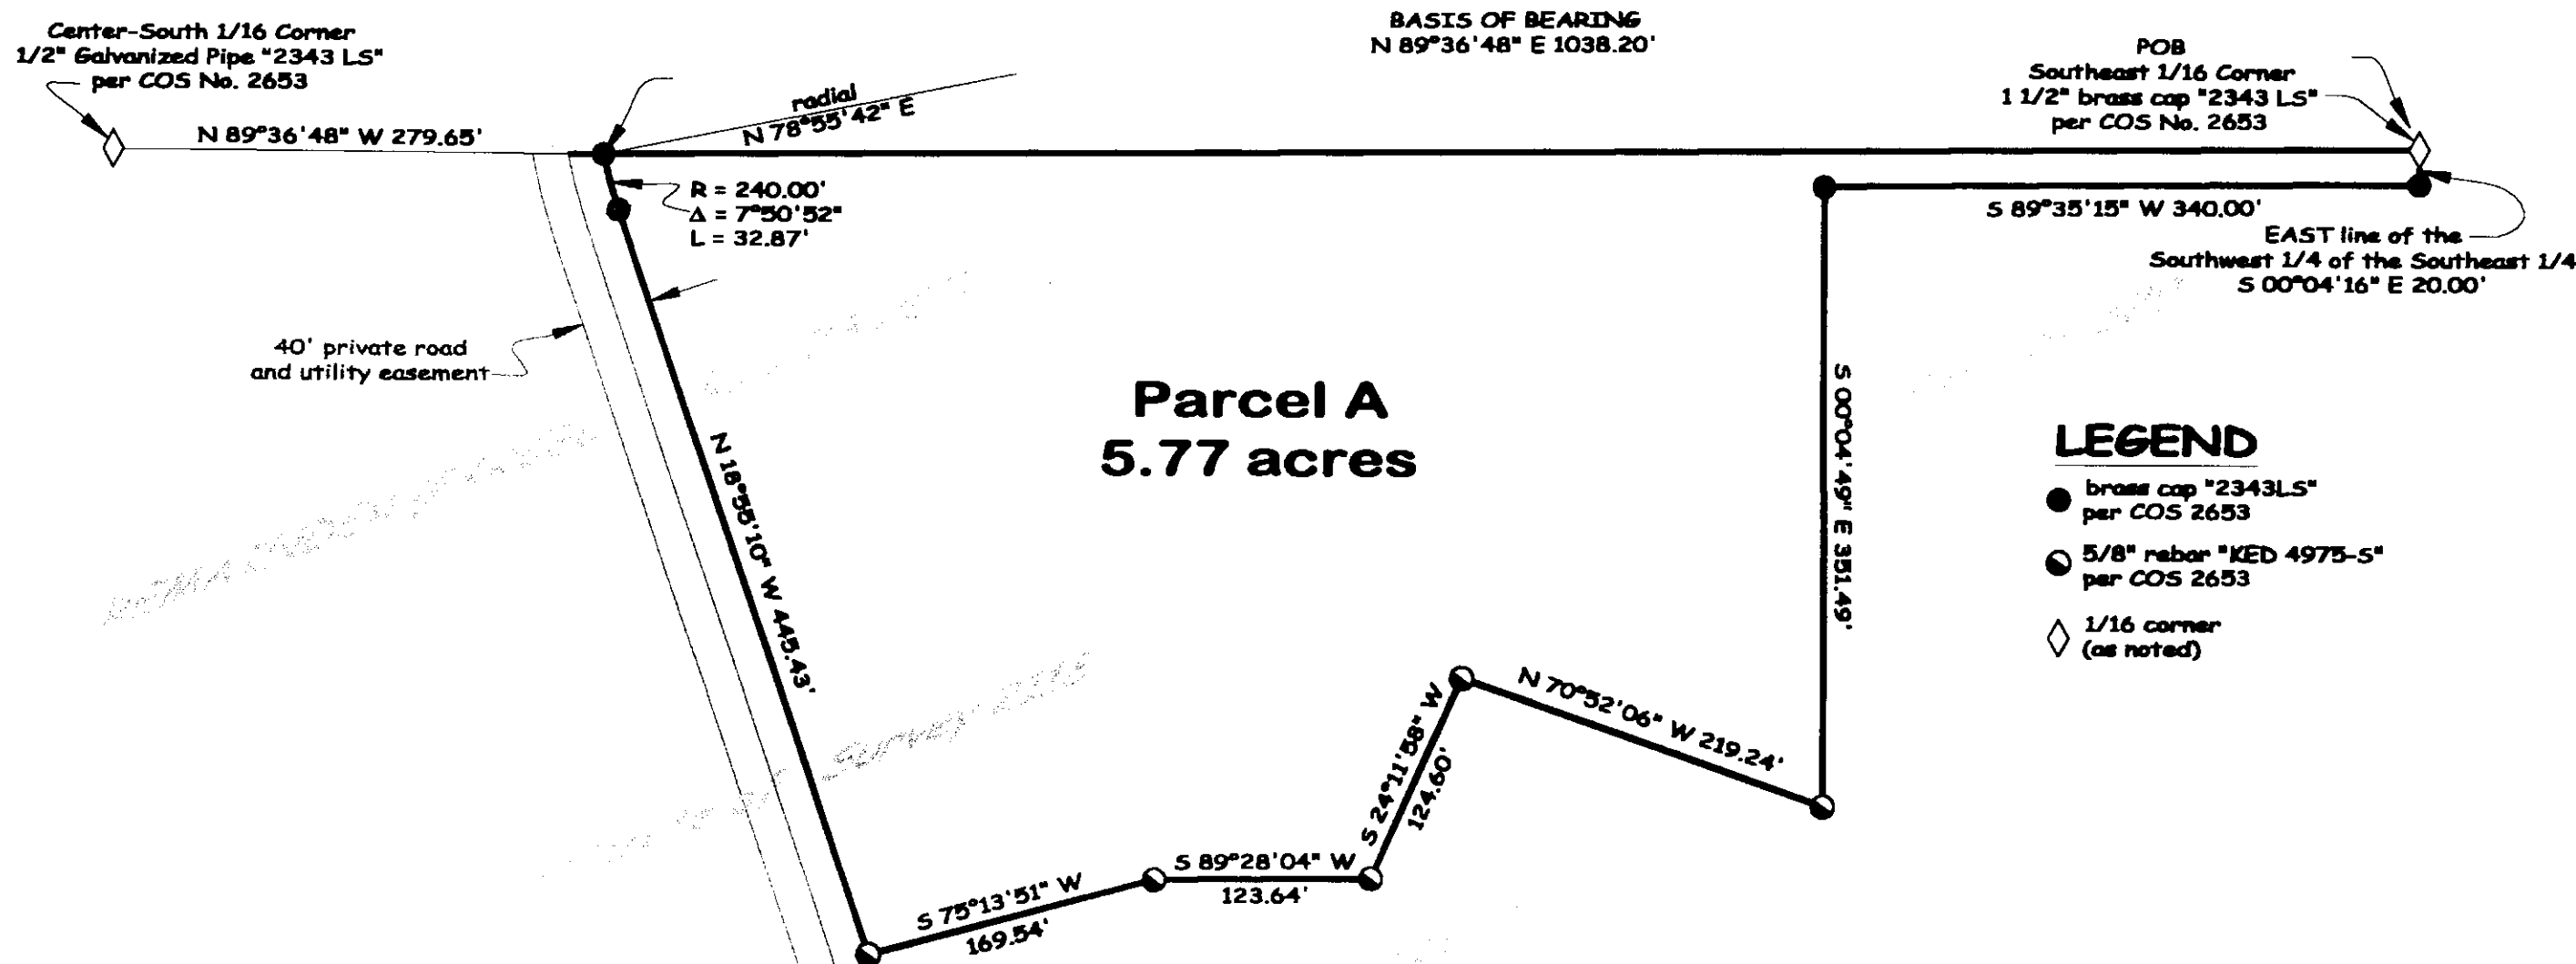 Center-South 1/16 Corner
1/2" Galvanized Pipe "2343 LS"
per COS No. 2653
N 89°36'48" W 279.65'
radial
N 78°55'42" E
BASIS OF BEARING
N 89°36'48" E 1038.20'
POB
Southeast 1/16 Corner
1 1/2" brass cap "2343 LS"
per COS No. 2653
R = 240.00'
Δ = 7°50'52"
L = 32.87'
S 89°35'15" W 340.00'
EAST line of the
Southwest 1/4 of the Southeast 1/4
S 00°04'16" E 20.00'
40' private road
and utility easement
Parcel A
5.77 acres
N 18°55'10" W 445.43'
S 00°04'49" E 351.49'
LEGEND
brass cap "2343LS"
per COS 2653
5/8" rebar "KED 4975-S"
per COS 2653
1/16 corner
(as noted)
N 70°52'06" W 219.24'
S 24°11'58" W
124.60'
S 89°28'04" W
123.64'
S 75°13'51" W
169.54'
SURVEY